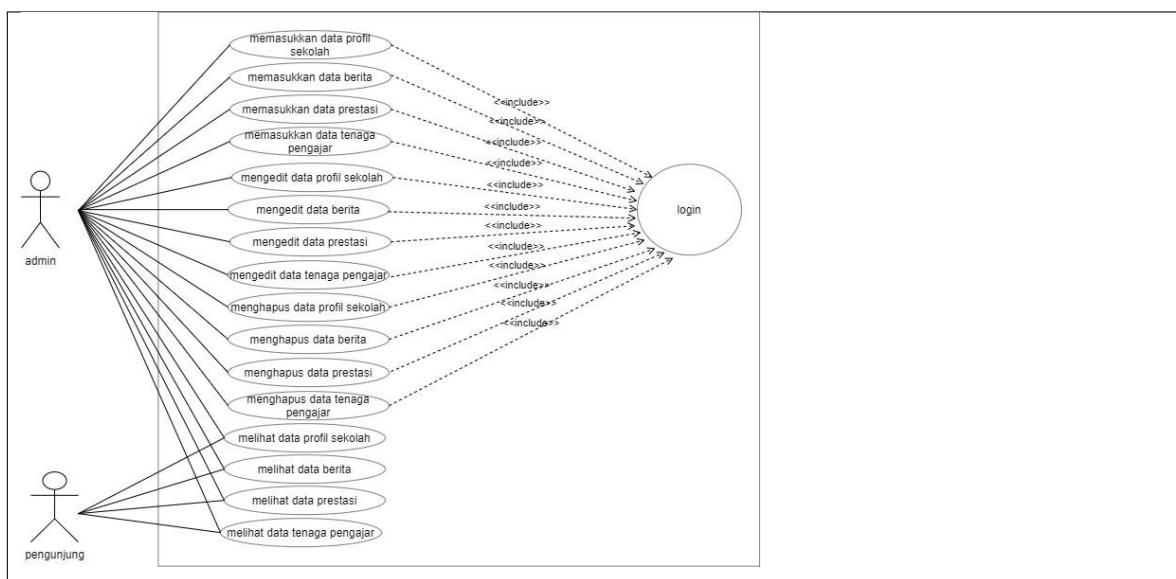 memasukkan data profil
sekolah
memasukkan data berita
memasukkan data prestasi
memasukkan data tenaga
pengajar
mengedit data profil sekolah
mengedit data berita
mengedit data prestasi
mengedit data tenaga pengajar
menghapus data profil sekolah
menghapus data berita
menghapus data prestasi
menghapus data tenaga
pengajar
melihat data profil sekolah
melihat data berita
melihat data prestasi
melihat data tenaga pengajar
<<include>>
<<include>>
<<include>>
<<include>>
<<include>>
<<include>>
<<include>>
<<include>>
<<include>>
<<include>>
<<include>>
<<include>>
login
admin
pengunjung